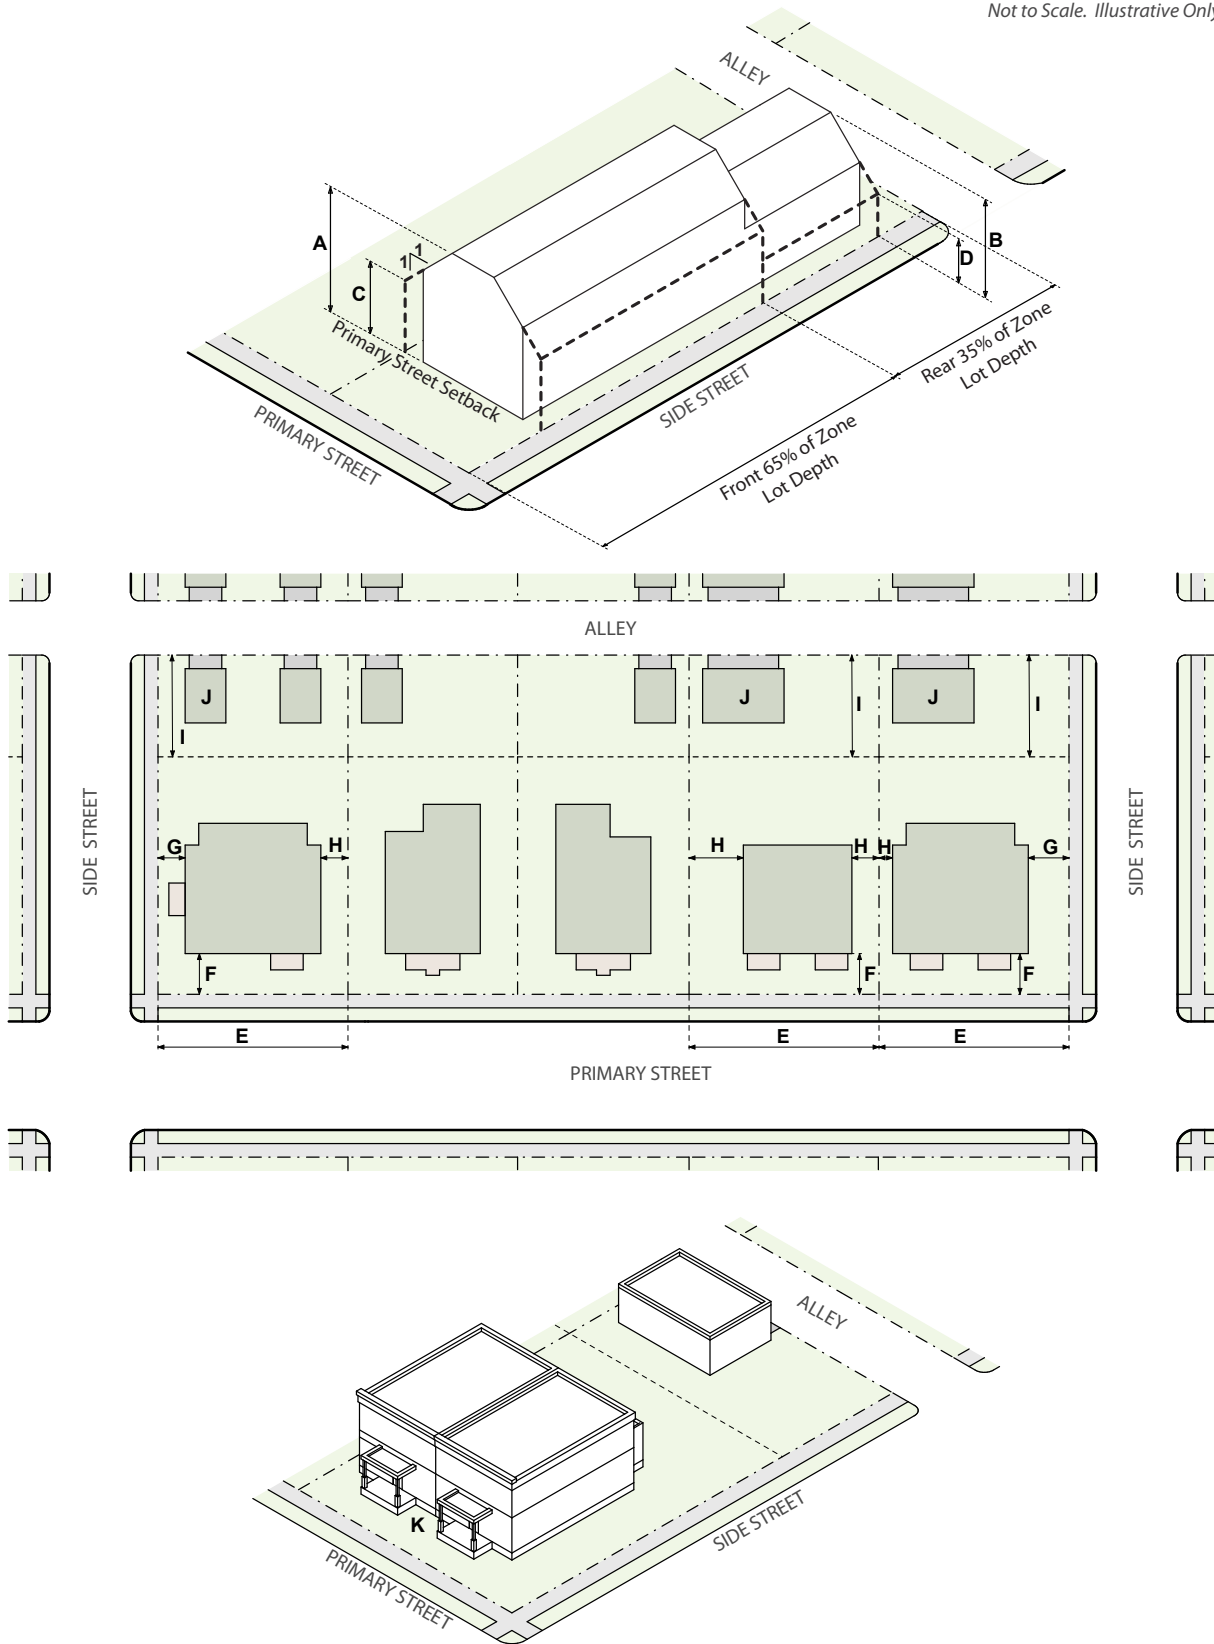 Not to Scale. Illustrative Only
ALLEY
A
B
D
C
1
1
Primary Street Setback
Rear 35% of Zone
Lot Depth
SIDE STREET
PRIMARY STREET
Front 65% of Zone
Lot Depth
ALLEY
J
J
J
I
I
I
SIDE STREET
SIDE STREET
G
H
H
H
H
G
F
F
F
E
E
E
PRIMARY STREET
ALLEY
K
SIDE STREET
PRIMARY STREET